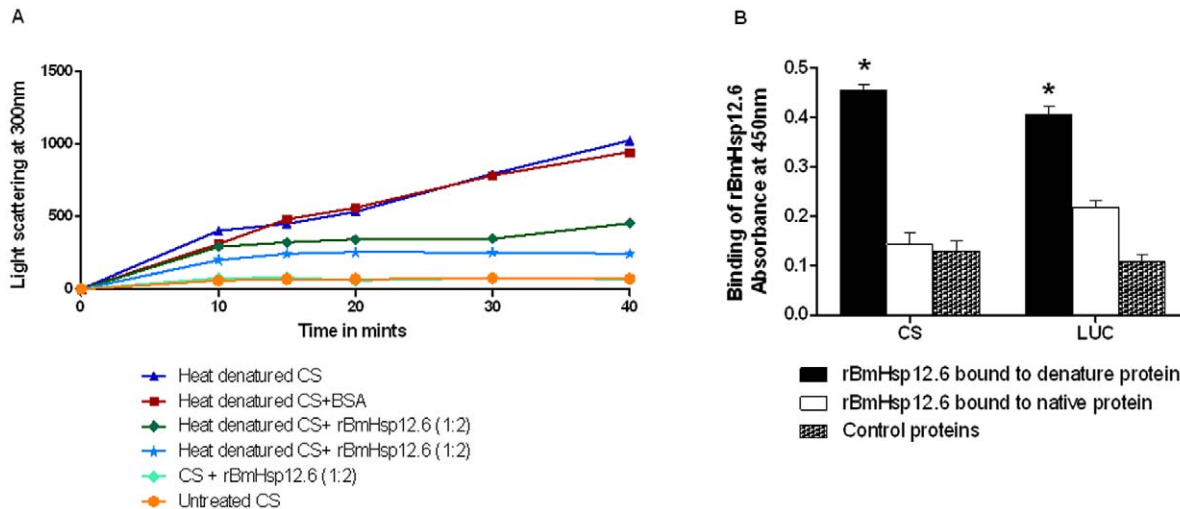 A
Light scattering at 300nm
1500
1000
500
0
0
10
20
30
40
Time in mints
Heat denatured CS
Heat denatured CS+BSA
Heat denatured CS+ rBmHsp12.6 (1:2)
Heat denatured CS+ rBmHsp12.6 (1:2)
CS + rBmHsp12.6 (1:2)
Untreated CS
B
Binding of rBmHsp12.6
Absorbance at 450nm
0.5
0.4
0.3
0.2
0.1
0.0
*
*
CS
LUC
rBmHsp12.6 bound to denature protein
rBmHsp12.6 bound to native protein
Control proteins